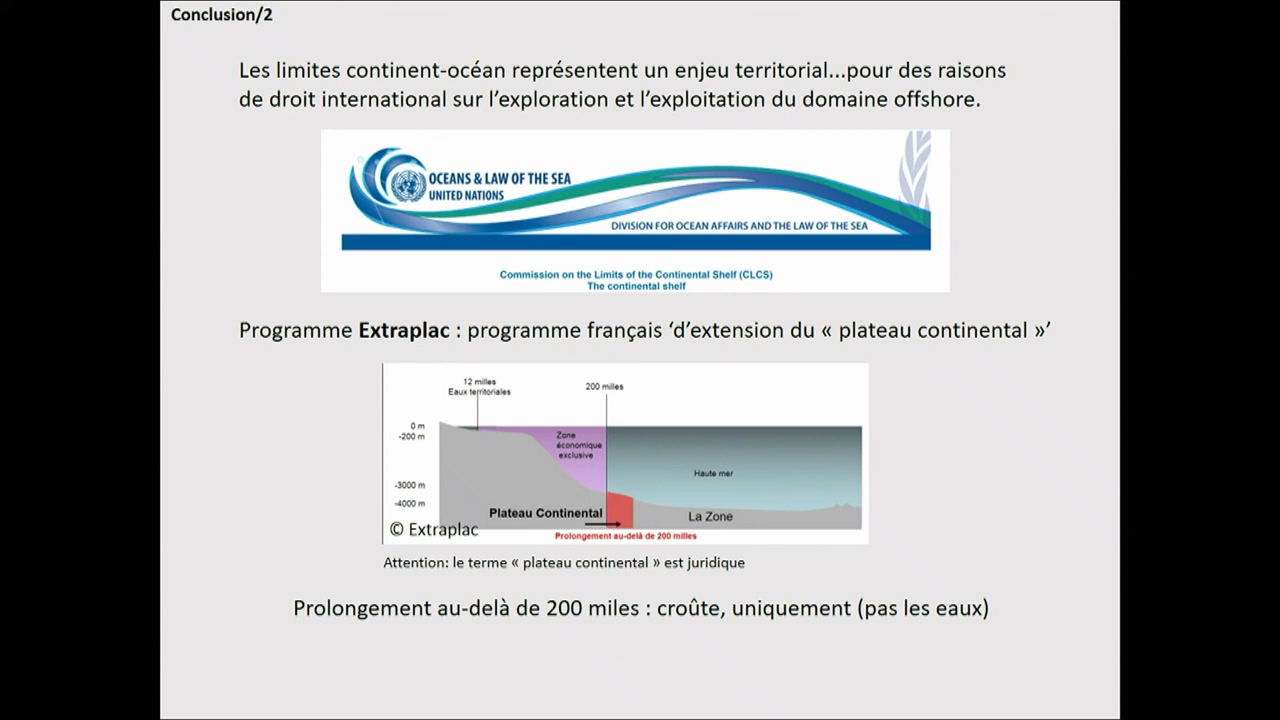 Conclusion/2
Les limites continent-océan représentent un enjeu territorial...pour des raisons
de droit international sur l’exploration et l’exploitation du domaine offshore.
OCEANS & LAW OF THE SEA
UNITED NATIONS
DIVISION FOR OCEAN AFFAIRS AND THE LAW OF THE SEA
Commission on the Limits of the Continental Shelf (CLCS)
The continental shelf
Programme Extraplac : programme français ‘d’extension du « plateau continental »’
12 milles
Eaux territoriales
200 milles
0 m
-200 m
Zone
économique
exclusive
Haute mer
-3000 m
-4000 m
Plateau Continental
La Zone
© Extraplac
Prolongement au-delà de 200 milles
Attention: le terme « plateau continental » est juridique
Prolongement au-delà de 200 miles : croûte, uniquement (pas les eaux)